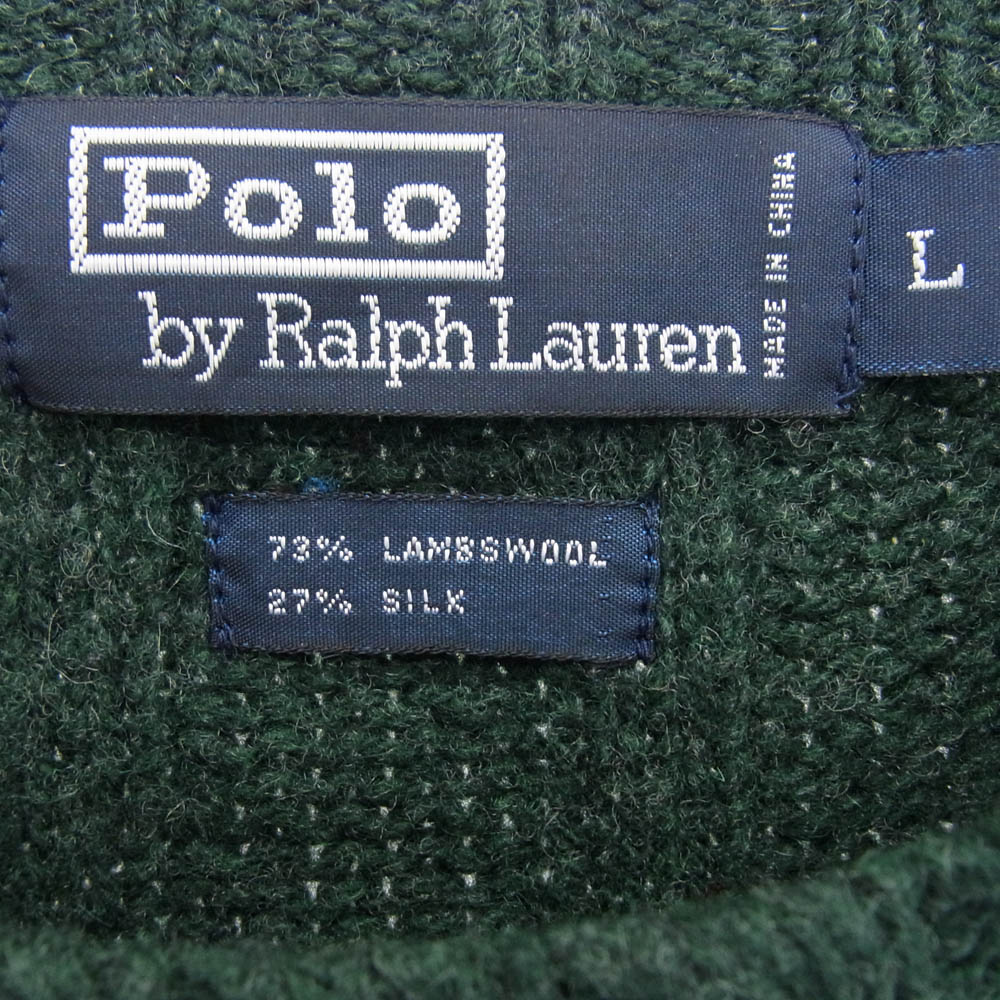 Polo
by Ralph Lauren
MADE IN CHINA
L
73% LAMBSWOOL
27% SILK